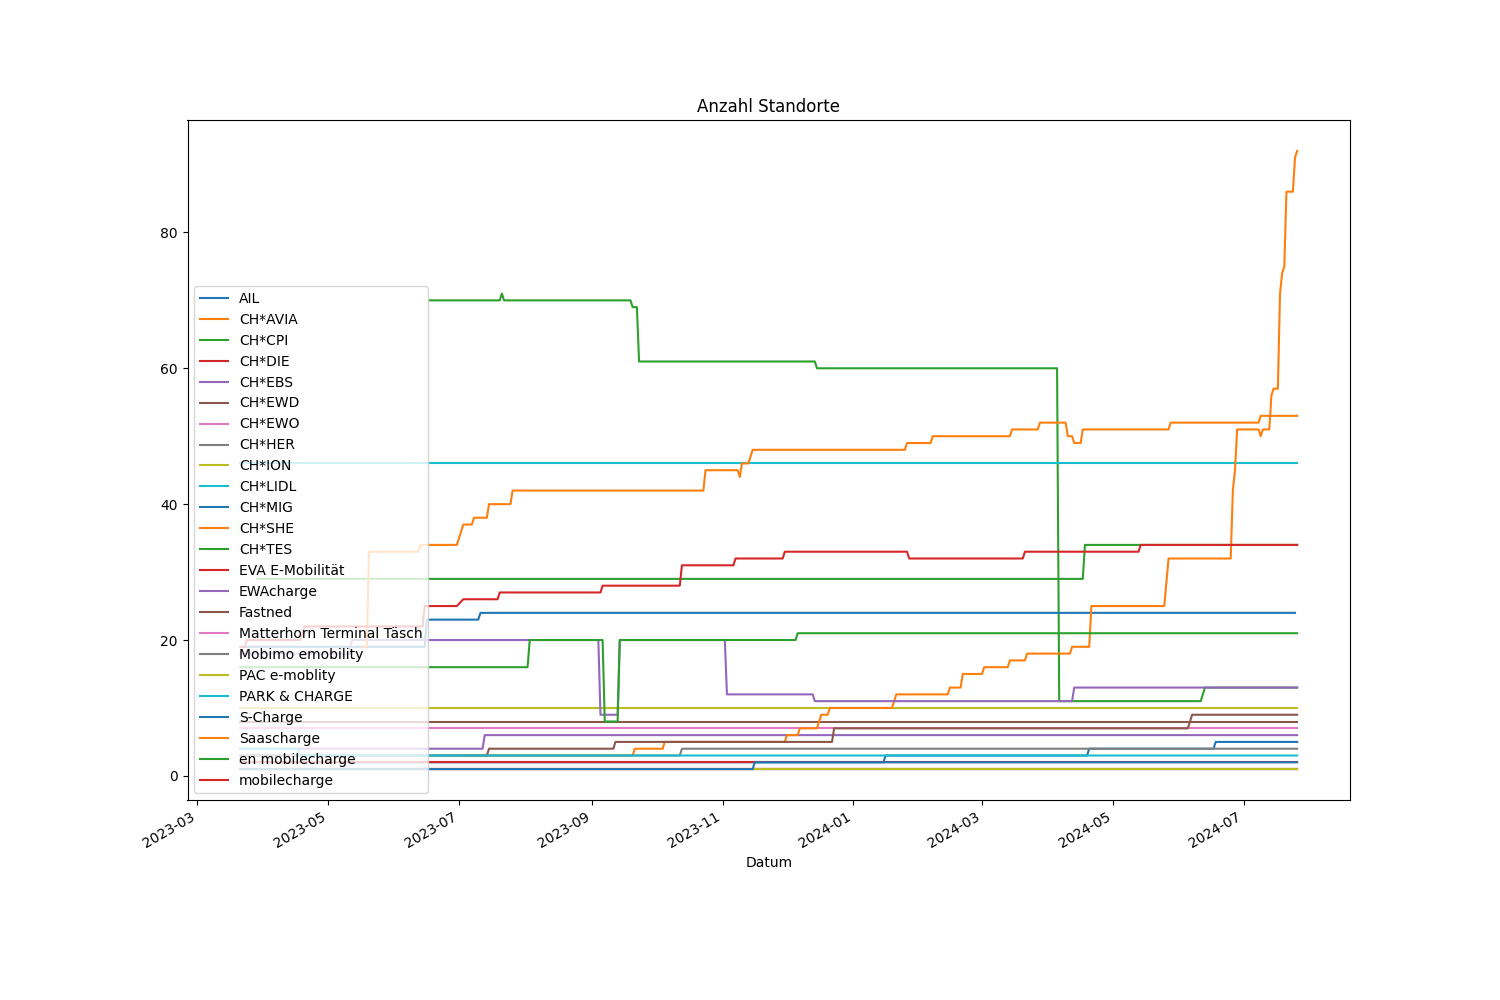 Anzahl Standorte
80
60
40
20
0
AIL
CH*AVIA
CH*CPI
CH*DIE
CH*EBS
CH*EWD
CH*EWO
CH*HER
CH*ION
CH*LIDL
CH*MIG
CH*SHE
CH*TES
EVA E-Mobilität
EWAcharge
Fastned
Matterhorn Terminal Täsch
Mobimo emobility
PAC e-moblity
PARK & CHARGE
S-Charge
Saascharge
en mobilecharge
mobilecharge
2023-03
2023-05
2023-07
2023-09
2023-11
2024-01
2024-03
2024-05
2024-07
Datum